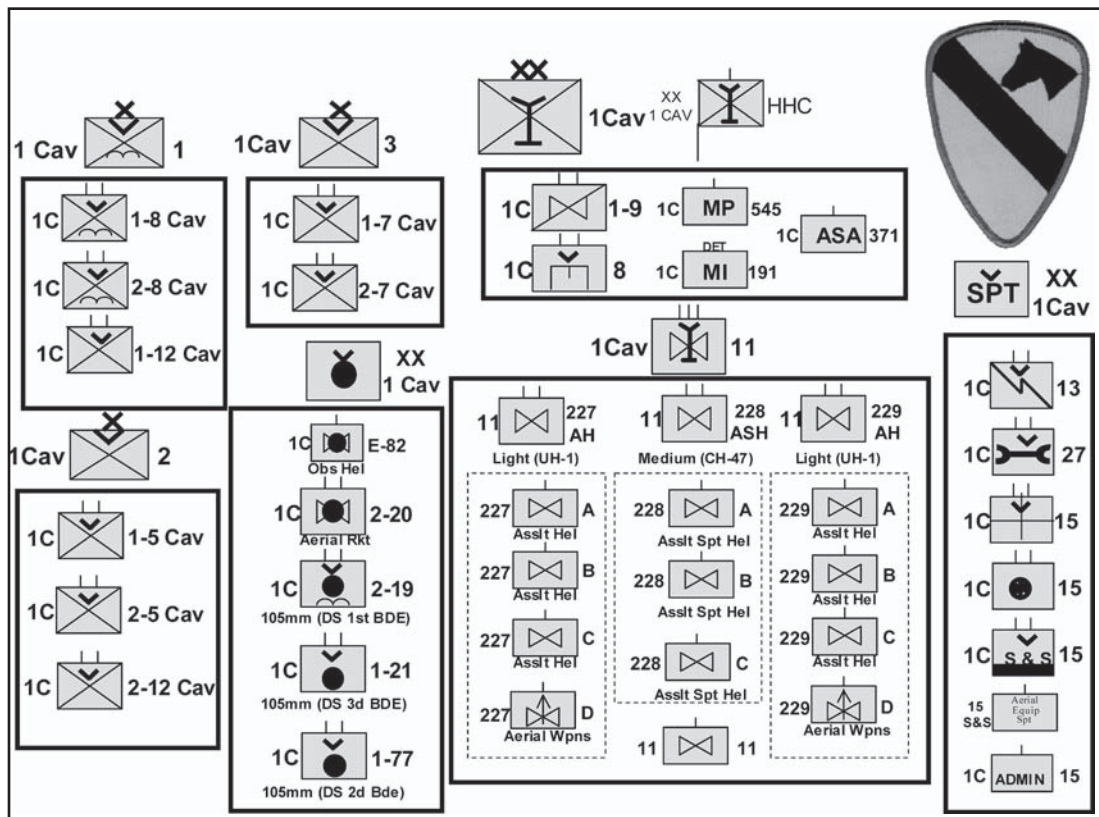 XX
1Cav
XX
1 CAV
HHC
X
1 Cav
1
1C
1-8 Cav
1C
2-8 Cav
1C
1-12 Cav
X
1Cav
2
1C
1-5 Cav
1C
2-5 Cav
1C
2-12 Cav
X
1Cav
3
1C
1-7 Cav
1C
2-7 Cav
XX
1 Cav
1C
E-82
Obs Hel
1C
2-20
Aerial Rkt
1C
2-19
105mm (DS 1st BDE)
1C
1-21
105mm (DS 3d BDE)
1C
1-77
105mm (DS 2d Bde)
1C
1-9
1C
8
1C
MP
545
DET
1C
MI
191
1C
ASA
371
1Cav
11
11
227
AH
Light (UH-1)
227
A
Asslt Hel
227
B
Asslt Hel
227
C
Asslt Hel
227
D
Aerial Wpns
11
228
ASH
Medium (CH-47)
228
A
Asslt Spt Hel
228
B
Asslt Spt Hel
228
C
Asslt Spt Hel
11
11
11
229
AH
Light (UH-1)
229
A
Asslt Hel
229
B
Asslt Hel
229
C
Asslt Hel
229
D
Aerial Wpns
SPT
XX
1Cav
1C
13
1C
27
1C
15
1C
15
1C
S & S
15
15
S&S
Aerial
Equip
Spt
1C
ADMIN
15